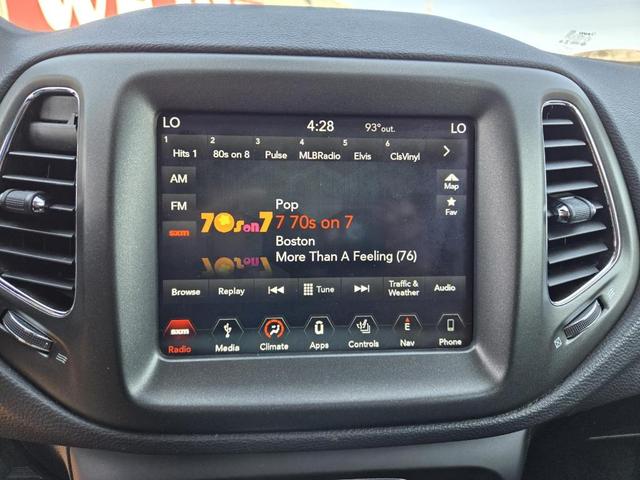 LO 4:28 93°out. LO
1 2 3 4 5 6
Hits 1 80s on 8 Pulse MLBRadio Elvis ClsVinyl
AM
Map
FM
Fav
sxm
70s on 7
Pop
7 70s on 7
Boston
More Than A Feeling (76)
Browse Replay Tune Traffic & Weather Audio
sxm E
Radio Media Climate Apps Controls Nav Phone